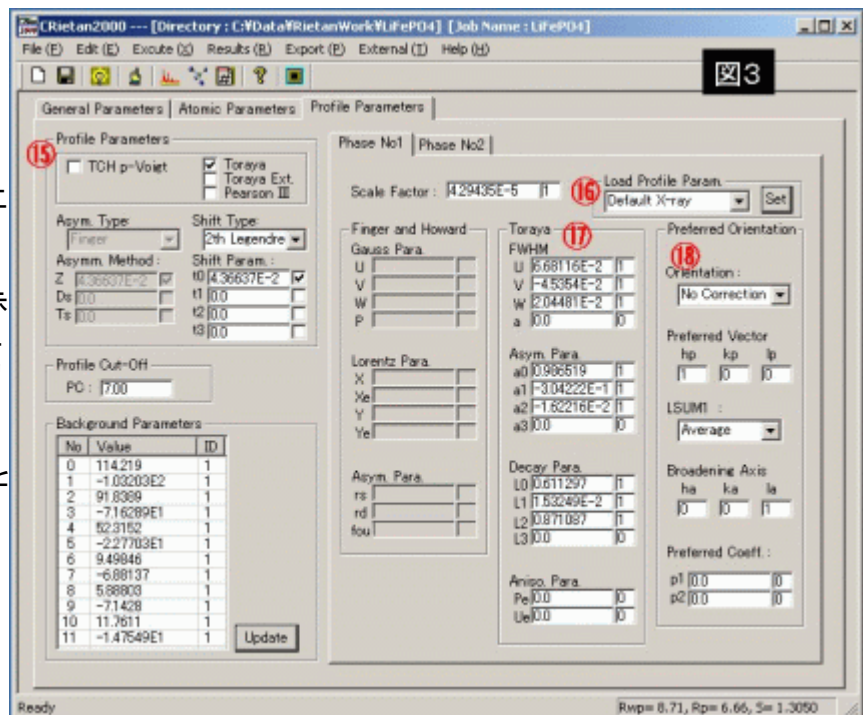 CRietan2000 --- [Directory : C:¥Data¥RietanWork¥LiFePO4] [Job Name : LiFePO4]
File (F) Edit (E) Excute (X) Results (R) Export (P) External (T) Help (H)
図3
General Parameters Atomic Parameters Profile Parameters
⑮
Profile Parameters
TCH p-Voigt
Toraya
Toraya Ext.
Pearson III
Asym. Type:
Finger
Shift Type:
2th Legendre
Asymm. Method :
Z 4.36637E-2
Ds 0.0
Ts 0.0
Shift Param. :
t0 4.36637E-2
t1 0.0
t2 0.0
t3 0.0
Profile Cut-Off
PC : 7.00
Background Parameters
No Value ID
0 114.219 1
1 -1.03203E2 1
2 91.8389 1
3 -7.16289E1 1
4 52.3152 1
5 -2.27703E1 1
6 9.49846 1
7 -6.88137 1
8 5.88803 1
9 -7.1428 1
10 11.7611 1
11 -1.47549E1 1
Update
Phase No1 Phase No2
Scale Factor : 4.29435E-5 1
⑯
Load Profile Param.
Default X-ray Set
Finger and Howard
Gauss Para.
U
V
W
P
Lorentz Para.
X
Xe
Y
Ye
Asym. Para.
rs
rd
fou
Toraya ⑰
FWHM
U 6.68116E-2 1
V -4.5354E-2 1
W 2.04481E-2 1
a 0.0 0
Asym. Para.
a0 0.986519 1
a1 -3.04222E-1 1
a2 -1.62216E-2 1
a3 0.0 0
Decay Para.
L0 0.611297 1
L1 1.53249E-2 1
L2 0.871087 1
L3 0.0 0
Aniso. Para.
Pe 0.0 0
Ue 0.0 0
Preferred Orientation
⑱
Orientation :
No Correction
Preferred Vector
hp kp lp
1 0 0
LSUM1 :
Average
Broadening Axis
ha ka la
0 0 1
Preferred Coeff. :
p1 0.0 0
p2 0.0 0
Ready
Rwp= 8.71, Rp= 6.66, S= 1.3050